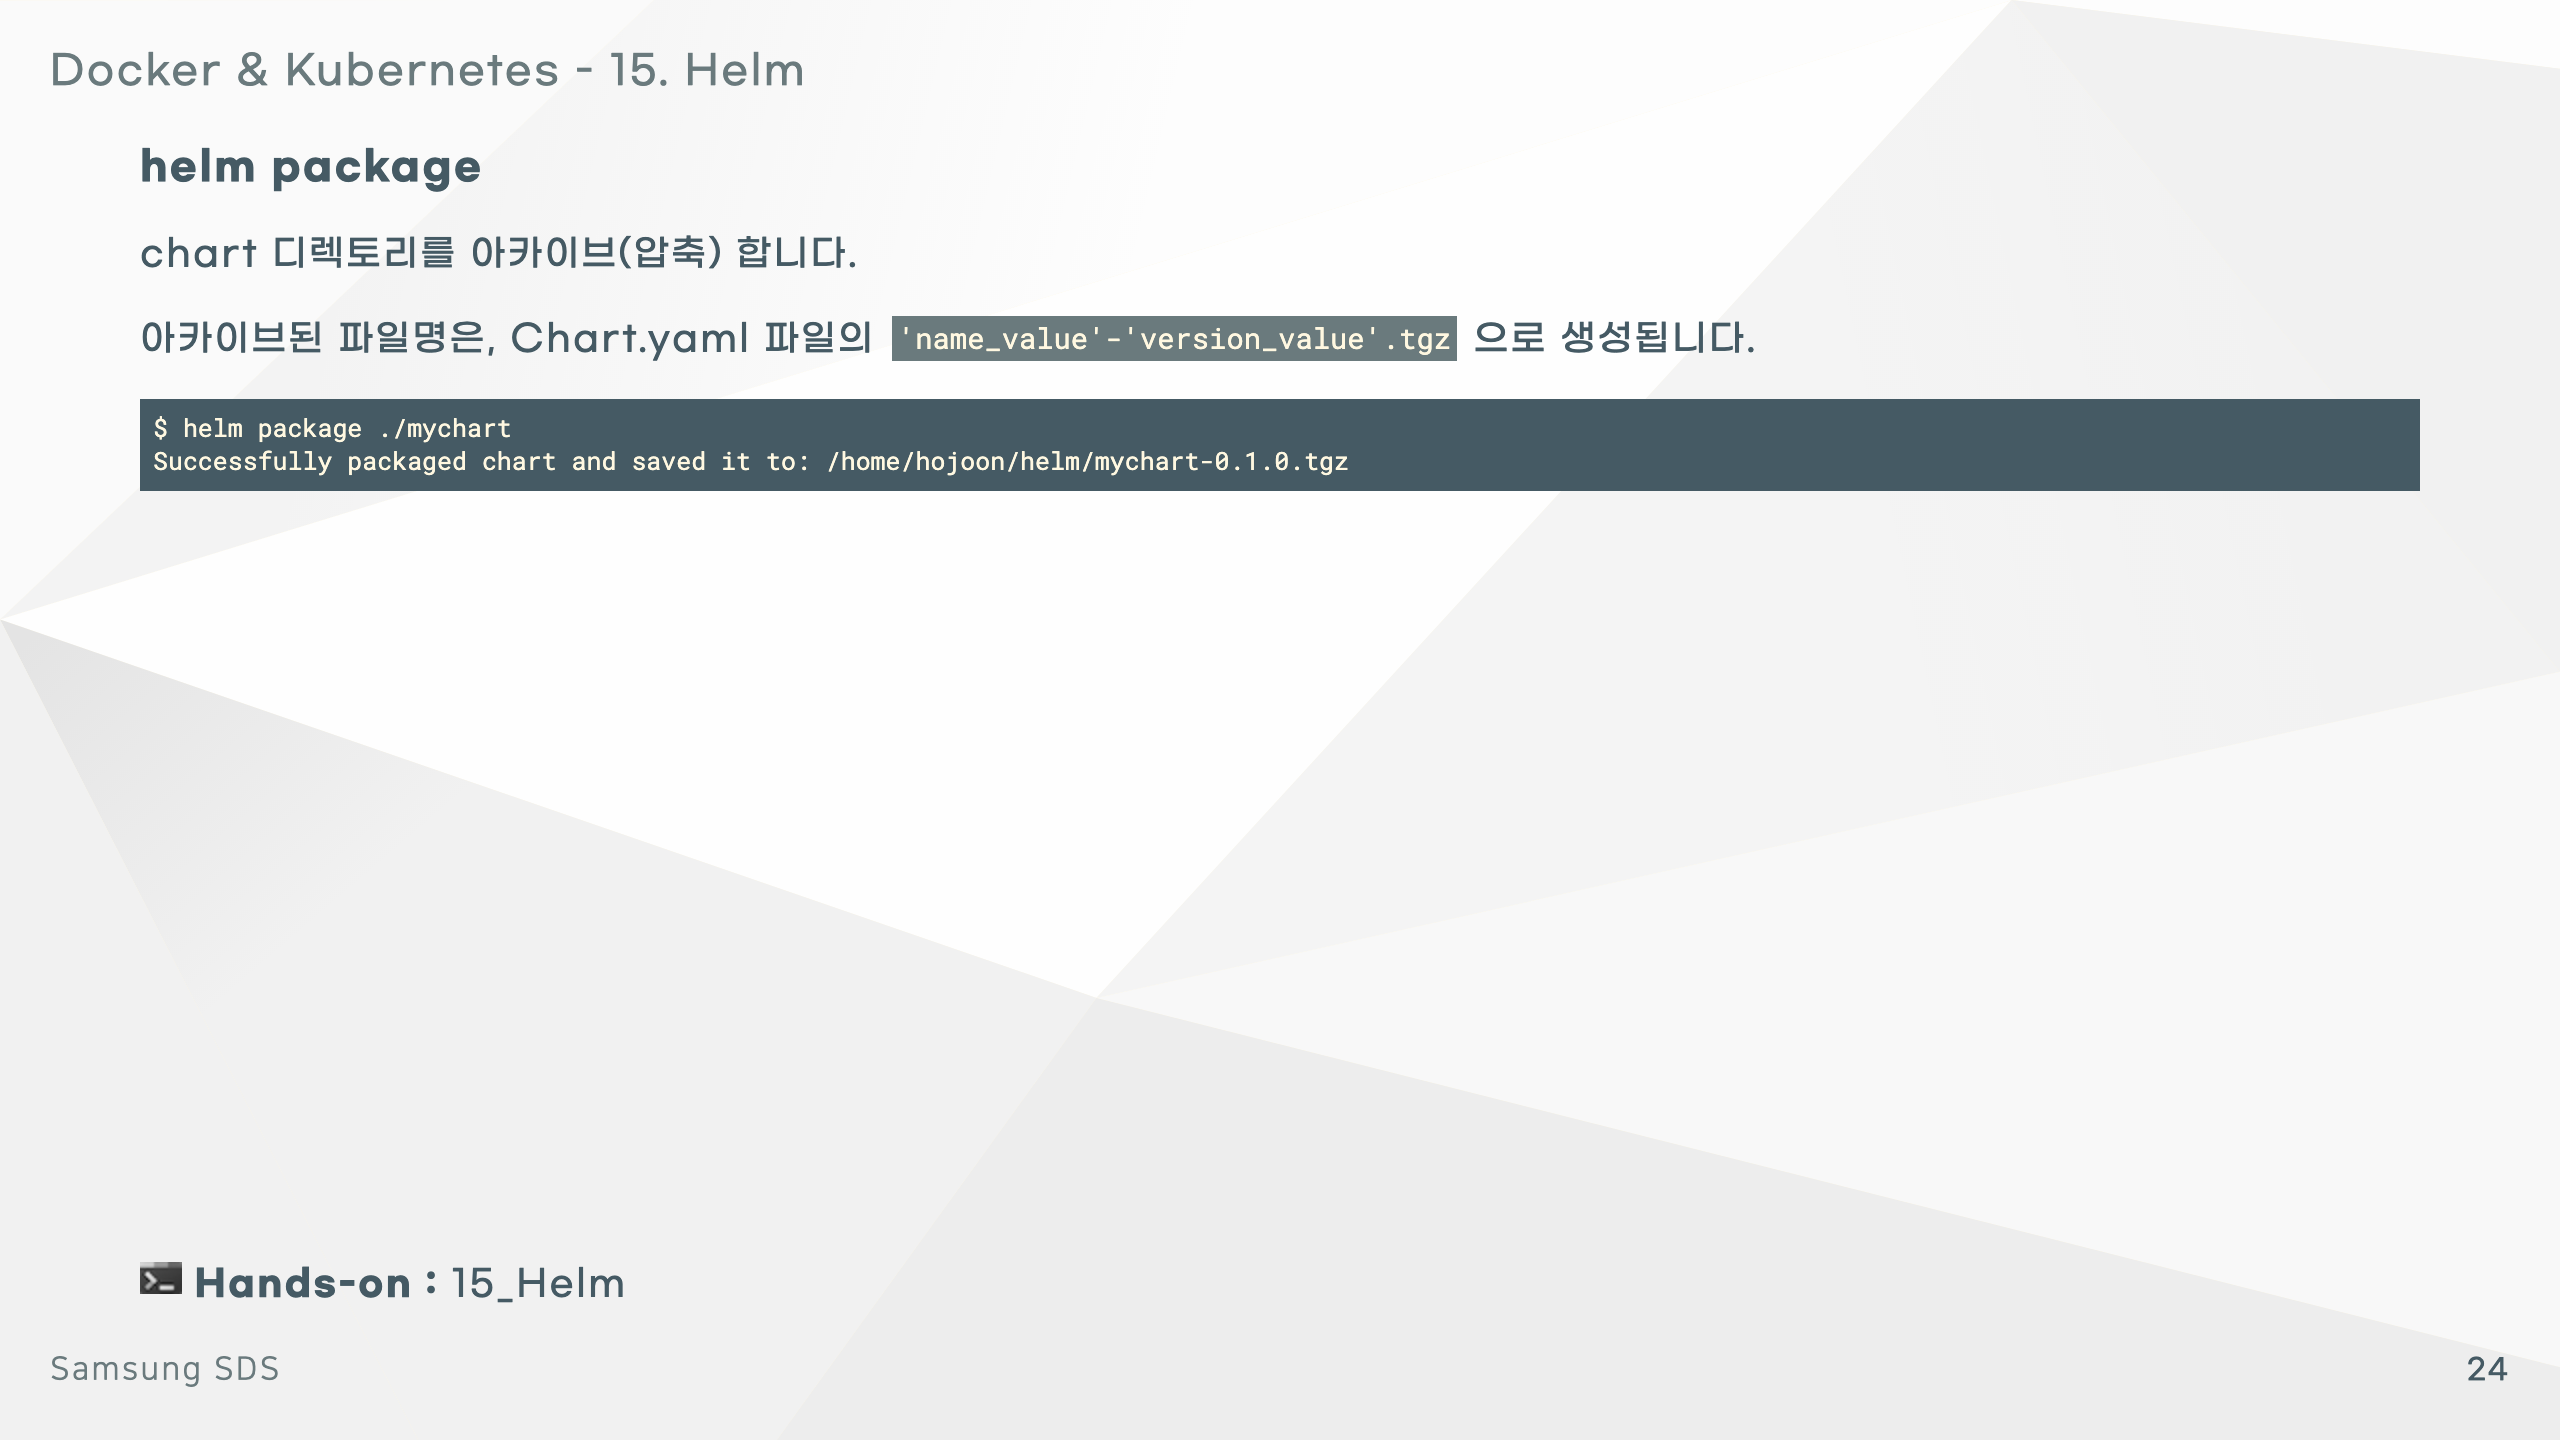 Docker & Kubernetes - 15. Helm
helm package
chart 디렉토리를 아카이브(압축) 합니다.
아카이브된 파일명은, Chart.yaml 파일의 'name_value'-'version_value'.tgz 으로 생성됩니다.
$ helm package ./mychart
Successfully packaged chart and saved it to: /home/hojoon/helm/mychart-0.1.0.tgz
Hands-on : 15_Helm
Samsung SDS
24